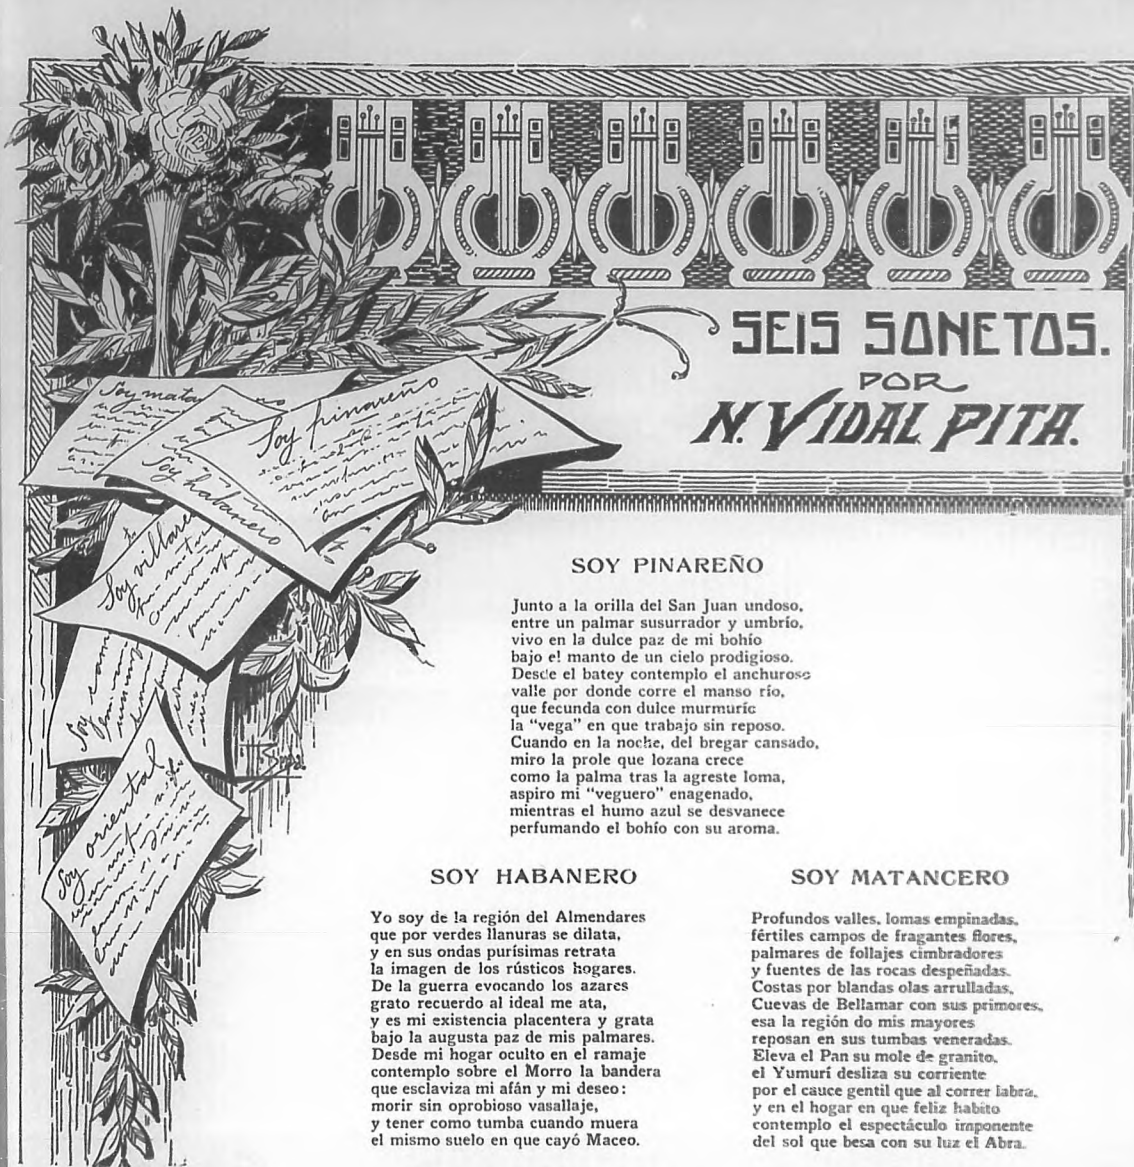 SEIS SONETOS.
POR
N. VIDAL PITA.
Soy mata
Soy pinareño
Soy habanero
Soy villare
Soy cam
Soy oriental
SOY PINAREÑO
Junto a la orilla del San Juan undoso,
entre un palmar susurrador y umbrío,
vivo en la dulce paz de mi bohío
bajo el manto de un cielo prodigioso.
Desde el batey contemplo el anchuroso
valle por donde corre el manso río,
que fecunda con dulce murmuric
la "vega" en que trabajo sin reposo.
Cuando en la noche, del bregar cansado,
miro la prole que lozana crece
como la palma tras la agreste loma,
aspiro mi "veguero" enagenado,
mientras el humo azul se desvanece
perfumando el bohío con su aroma.
SOY HABANERO
Yo soy de la región del Almendares
que por verdes llanuras se dilata,
y en sus ondas purísimas retrata
la imagen de los rústicos hogares.
De la guerra evocando los azares
grato recuerdo al ideal me ata,
y es mi existencia placentera y grata
bajo la augusta paz de mis palmares.
Desde mi hogar oculto en el ramaje
contemplo sobre el Morro la bandera
que esclaviza mi afán y mi deseo:
morir sin oprobioso vasallaje,
y tener como tumba cuando muera
el mismo suelo en que cayó Maceo.
SOY MATANCERO
Profundos valles, lomas empinadas,
fértiles campos de fragantes flores,
palmares de follajes cimbradores
y fuentes de las rocas despeñadas.
Costas por blandas olas arrulladas,
Cuevas de Bellamar con sus primores,
esa la región do mis mayores
reposan en sus tumbas veneradas.
Eleva el Pan su mole de granito,
el Yumurí desliza su corriente
por el cauce gentil que al correr labra,
y en el hogar en que feliz habito
contemplo el espectáculo imponente
del sol que besa con su luz el Abra.